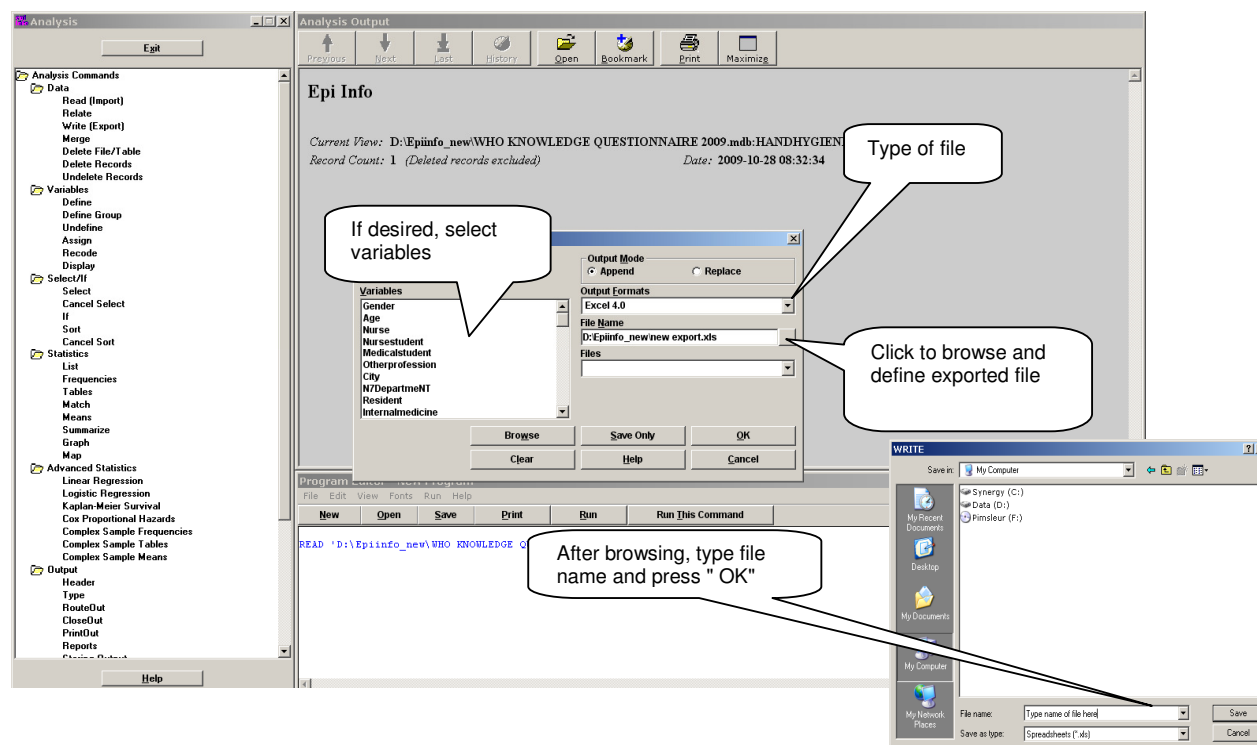 Analysis
Exit
Analysis Commands
Data
Read (Import)
Relate
Write (Export)
Merge
Delete File/Table
Delete Records
Undelete Records
Variables
Define
Define Group
Undefine
Assign
Recode
Display
Select/If
Select
Cancel Select
If
Sort
Cancel Sort
Statistics
List
Frequencies
Tables
Match
Means
Summarize
Graph
Map
Advanced Statistics
Linear Regression
Logistic Regression
Kaplan-Meier Survival
Cox Proportional Hazards
Complex Sample Frequencies
Complex Sample Tables
Complex Sample Means
Output
Header
Type
RouteOut
CloseOut
PrintOut
Reports
Help
Analysis Output
Previous Next Last History Open Bookmark Print Maximize
Epi Info
Current View: D:\Epiinfo_new\WHO KNOWLEDGE QUESTIONNAIRE 2009.mdb:HANDHYGIEN
Record Count: 1 (Deleted records excluded) Date: 2009-10-28 08:32:34
Type of file
If desired, select
variables
Output Mode
Append Replace
Variables
Gender
Age
Nurse
Nursestudent
Medicalstudent
Otherprofession
City
N7DepartmeNT
Resident
Internalmedicine
Output Formats
Excel 4.0
File Name
D:\Epiinfo_new\new export.xls
Files
Browse Save Only OK
Clear Help Cancel
Click to browse and
define exported file
Program
File Edit View Fonts Run Help
New Open Save Print Run Run This Command
READ 'D:\Epiinfo_new\WHO KNOWLEDGE Q
After browsing, type file
name and press " OK"
WRITE
Save in: My Computer
My Recent
Documents
Desktop
My Documents
My Computer
My Network
Places
Synergy (C:)
Data (D:)
Pimsleur (F:)
File name: Type name of file here Save
Save as type: Spreadsheets (*.xls) Cancel